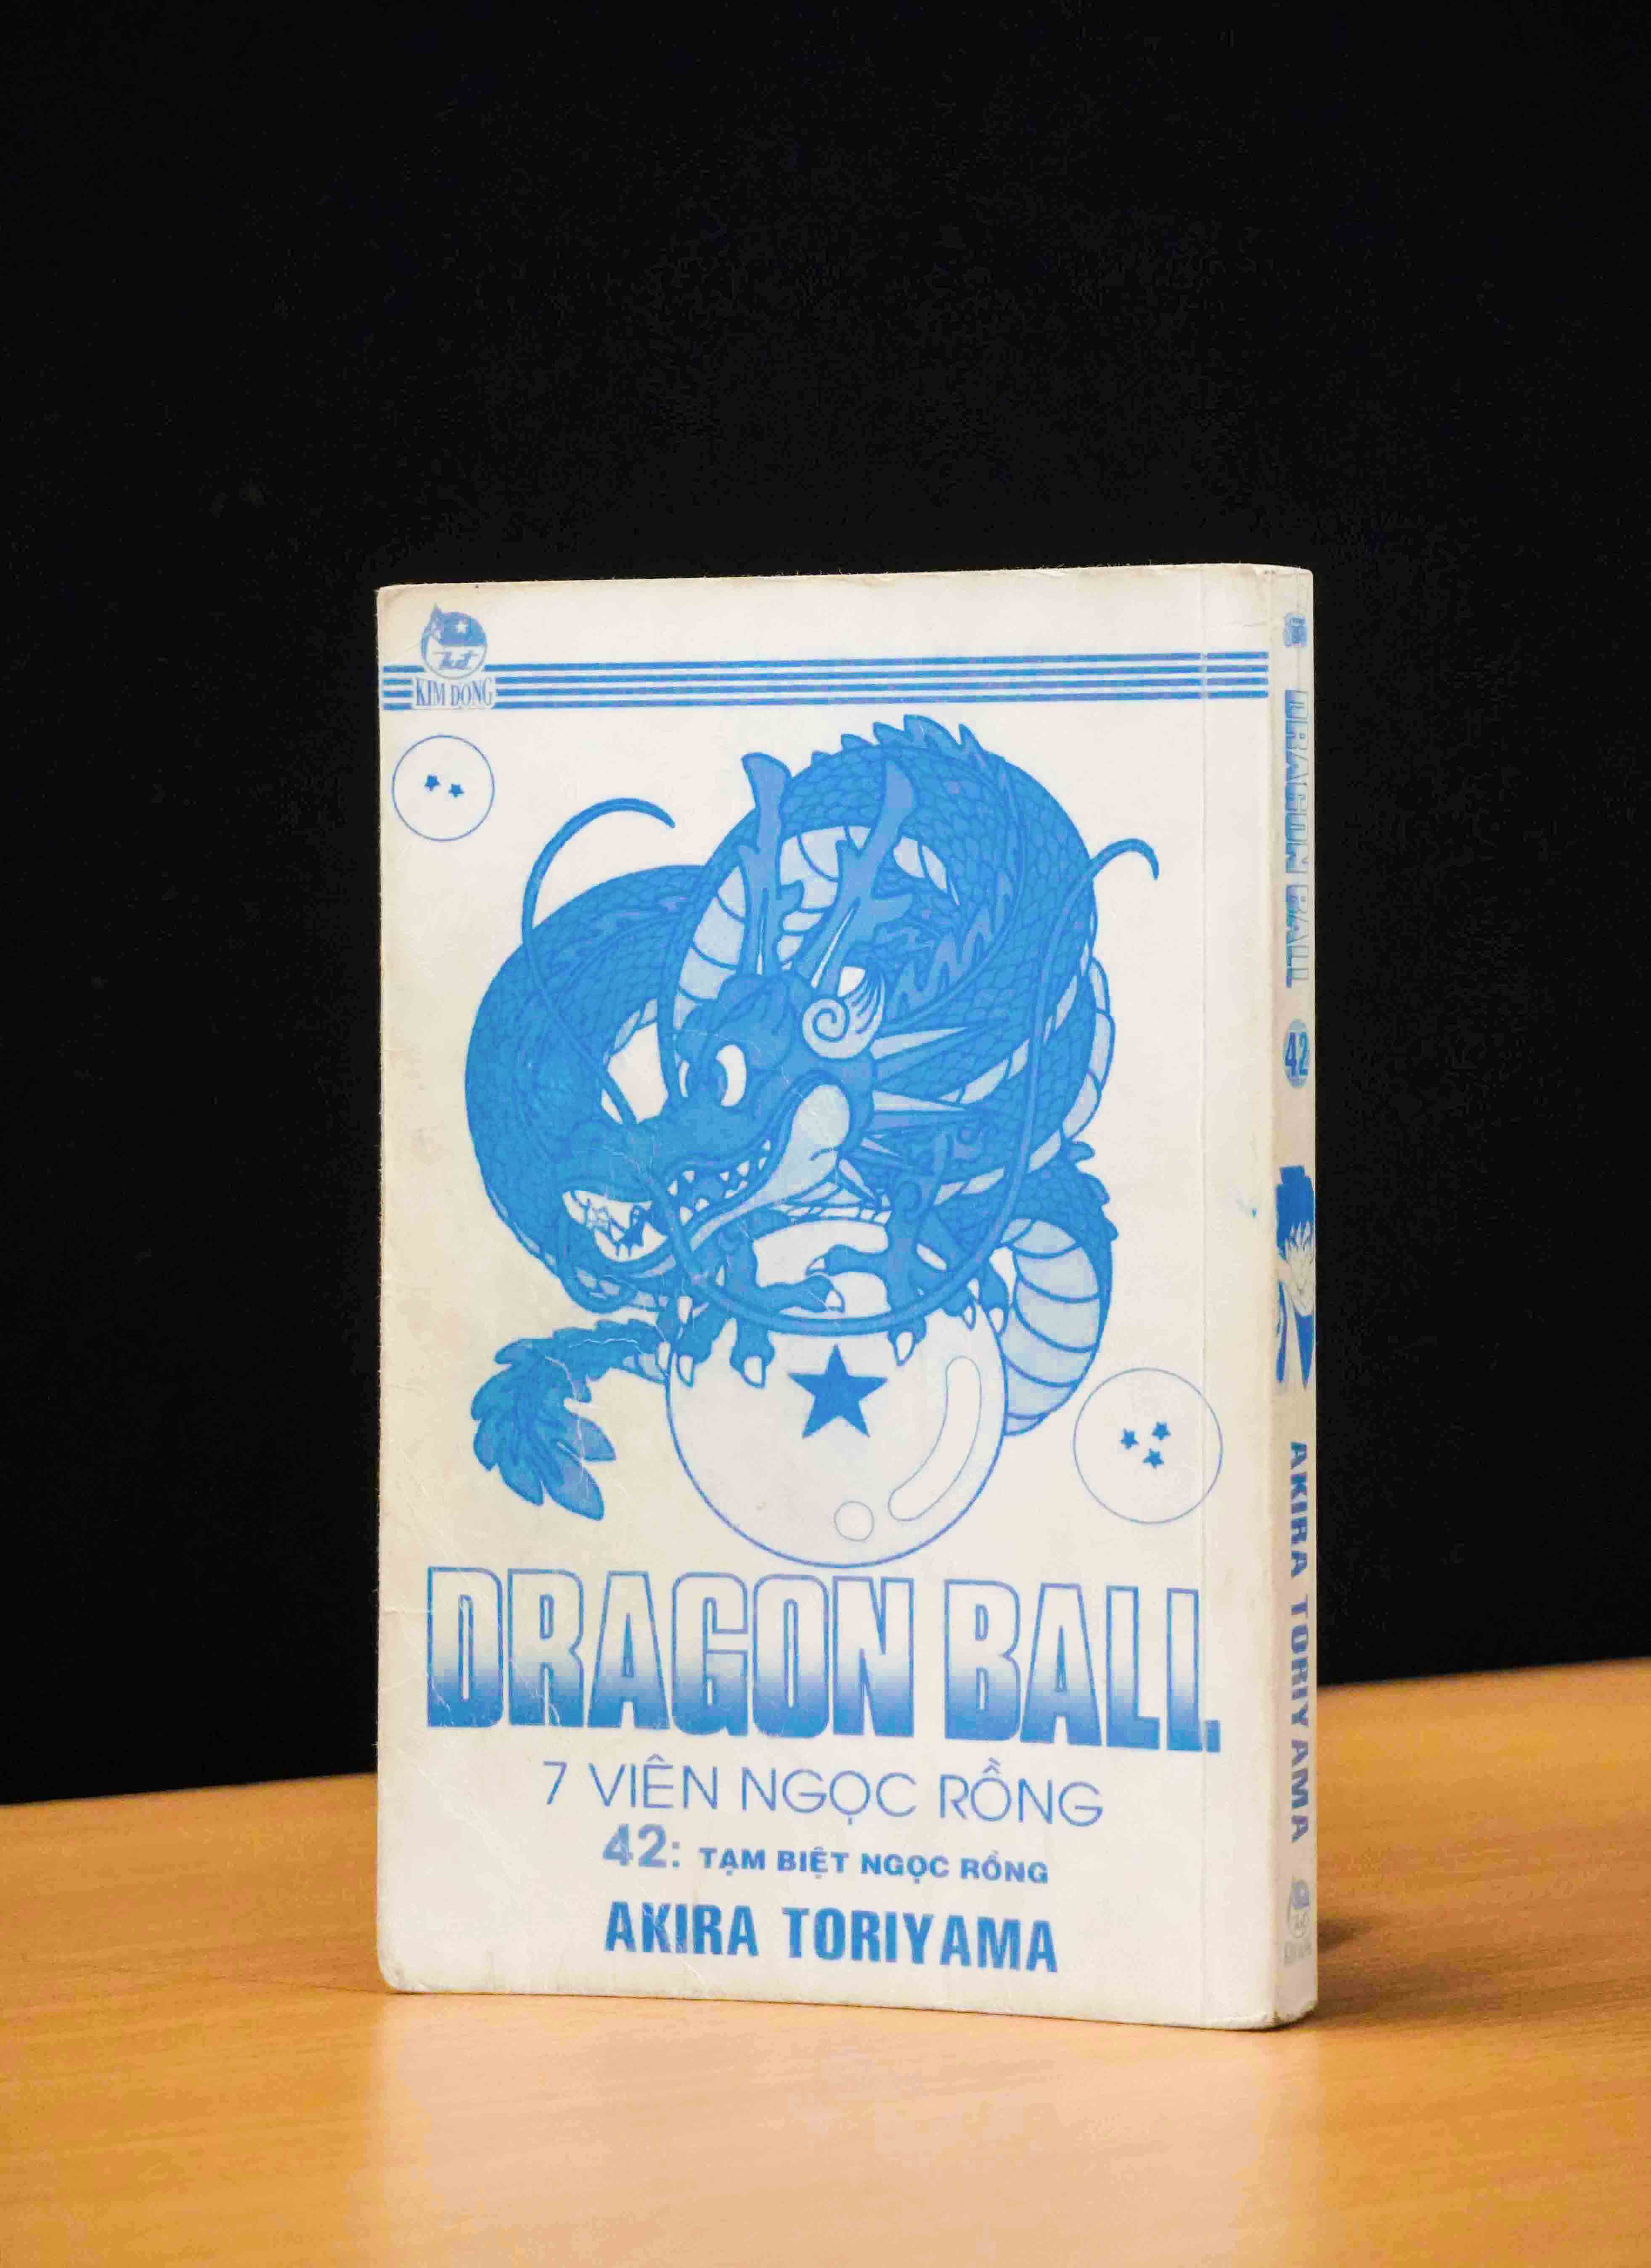 KIM ĐỒNG
DRAGON BALL
7 VIÊN NGỌC RỒNG
42: TẠM BIỆT NGỌC RỒNG
AKIRA TORIYAMA
DRAGON BALL
42
AKIRA TORIYAMA